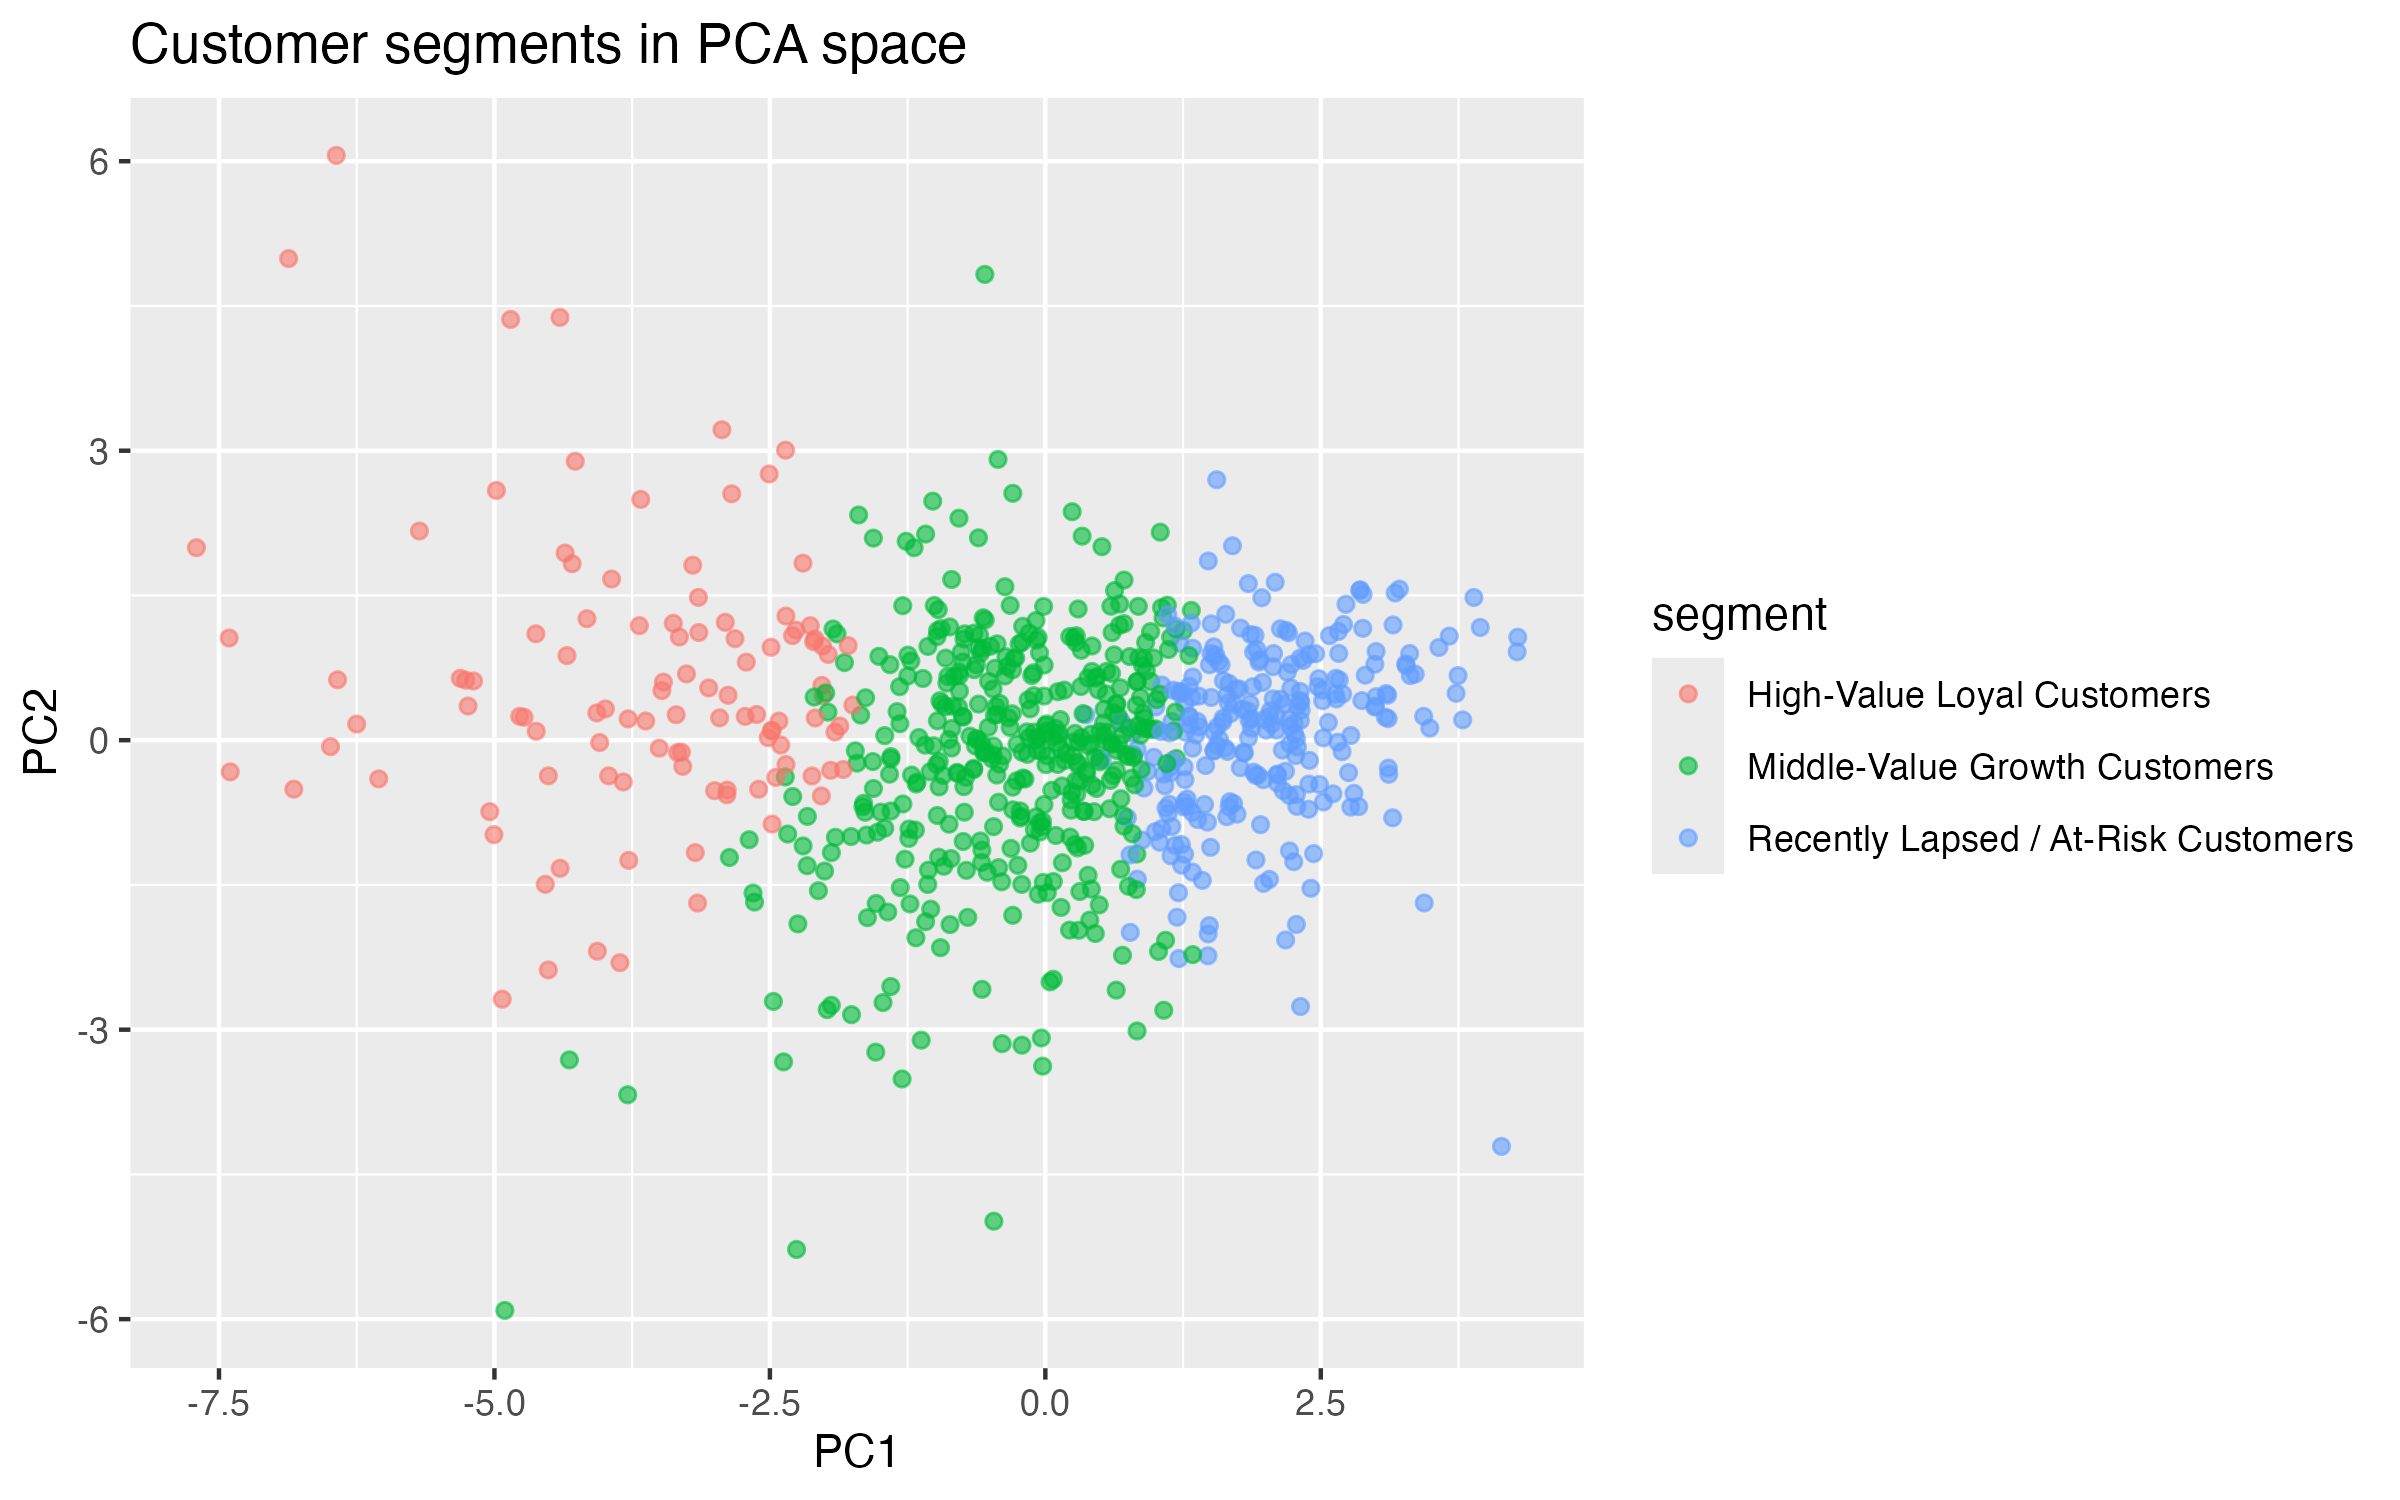 Customer segments in PCA space
6
3
0
-3
-6
PC2
-7.5 -5.0 -2.5 0.0 2.5
PC1
segment
High-Value Loyal Customers
Middle-Value Growth Customers
Recently Lapsed / At-Risk Customers